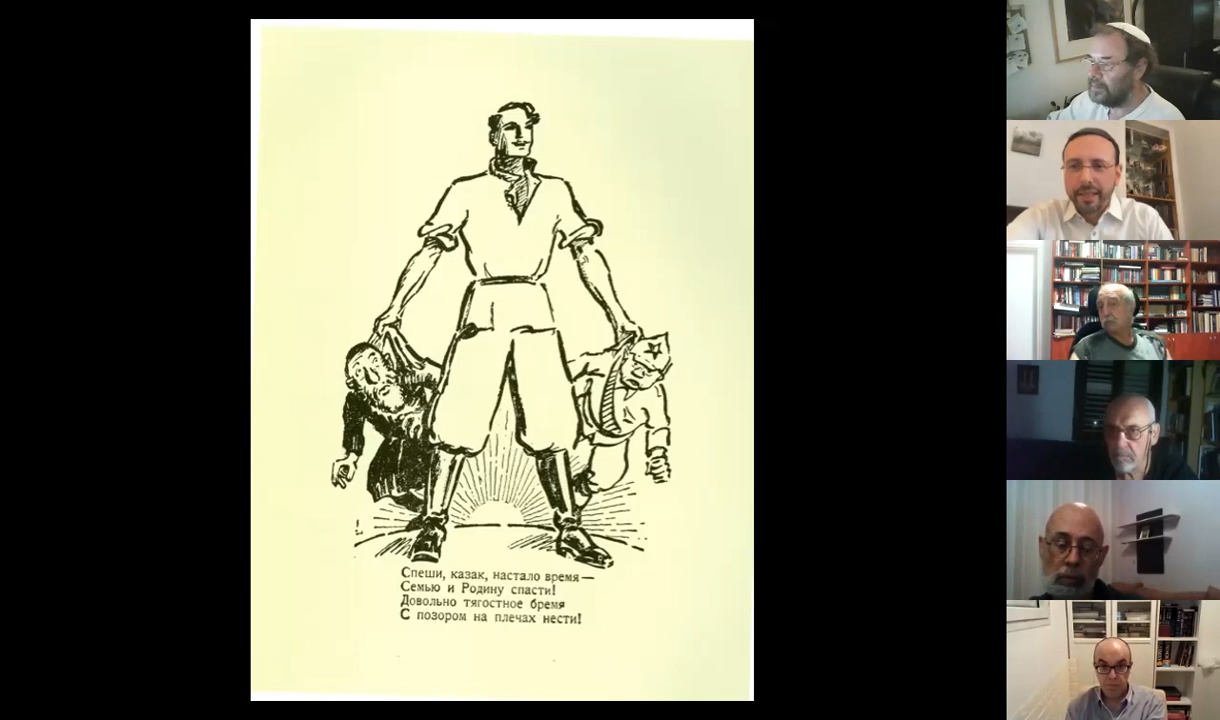 Спеши, казак, настало время—
Семью и Родину спасти!
Довольно тягостное бремя
С позором на плечах нести!